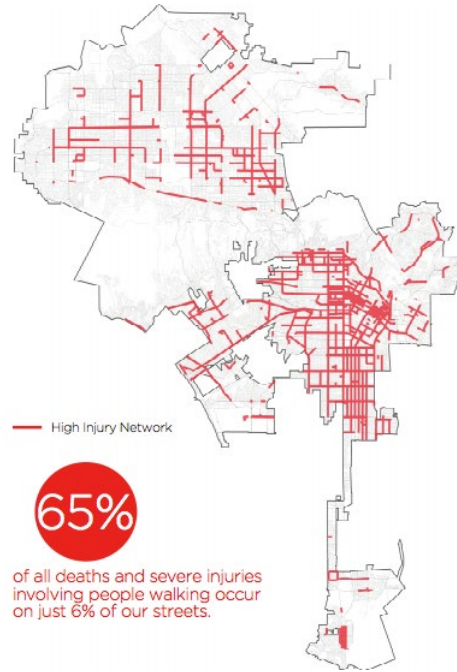 High Injury Network
65%
of all deaths and severe injuries
involving people walking occur
on just 6% of our streets.